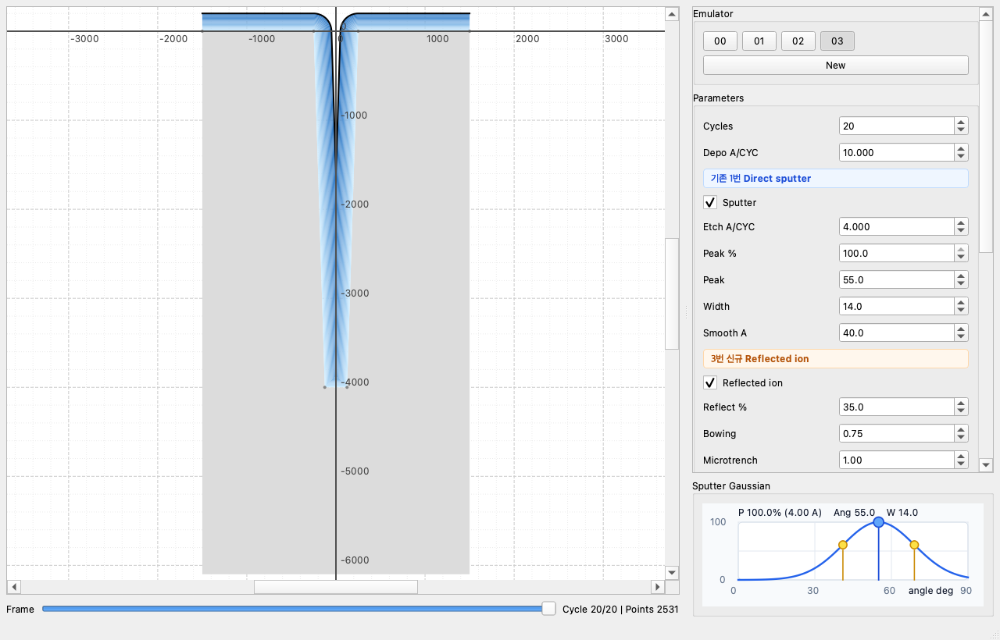 -3000
-2000
-1000
0
1000
2000
3000
-1000
-2000
-3000
-4000
-5000
-6000
Frame
Cycle 20/20 | Points 2531
Emulator
00 01 02 03
New
Parameters
Cycles 20
Depo A/CYC 10.000
기존 1번 Direct sputter
Sputter
Etch A/CYC 4.000
Peak % 100.0
Peak 55.0
Width 14.0
Smooth A 40.0
3번 신규 Reflected ion
Reflected ion
Reflect % 35.0
Bowing 0.75
Microtrench 1.00
Sputter Gaussian
P 100.0% (4.00 A) Ang 55.0 W 14.0
100
0
0 30 60 angle deg 90